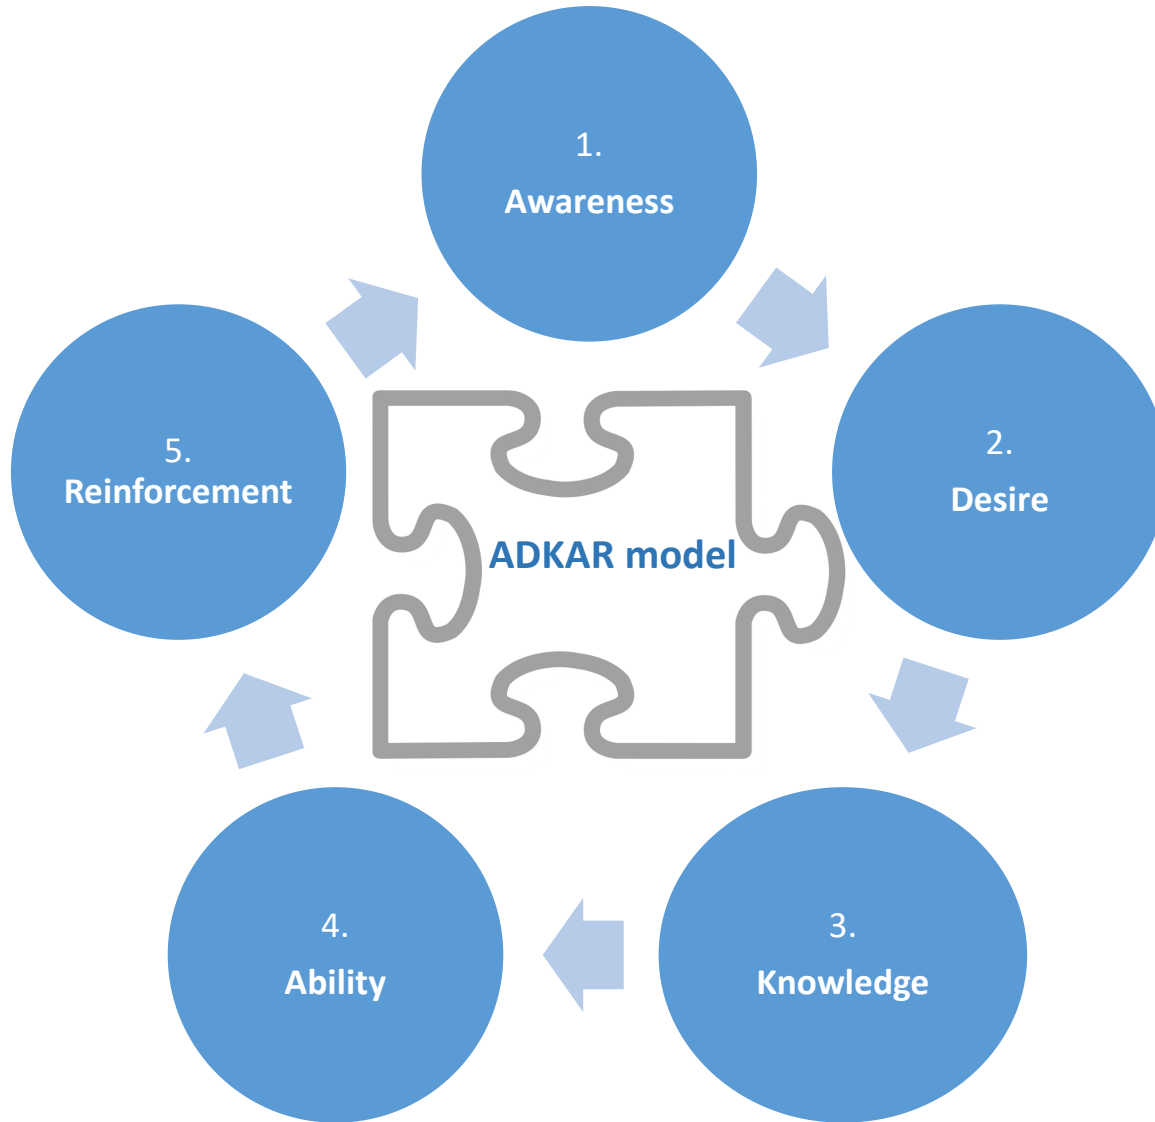 1.
Awareness
2.
Desire
3.
Knowledge
4.
Ability
5.
Reinforcement
ADKAR model